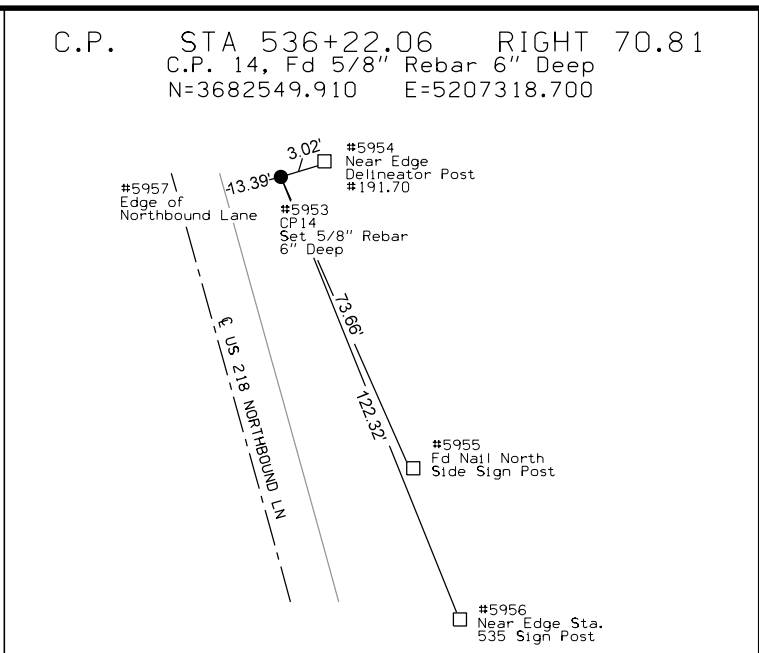 C.P. STA 536+22.06 RIGHT 70.81
C.P. 14, Fd 5/8" Rebar 6" Deep
N=3682549.910 E=5207318.700
3.02'
#5954
Near Edge
Delineator Post
#191.70
13.39'
#5957
Edge of
Northbound Lane
#5953
CP14
Set 5/8" Rebar
6" Deep
73.66'
122.32'
℄ US 218 NORTHBOUND LN
#5955
Fd Nail North
Side Sign Post
#5956
Near Edge Sta.
535 Sign Post